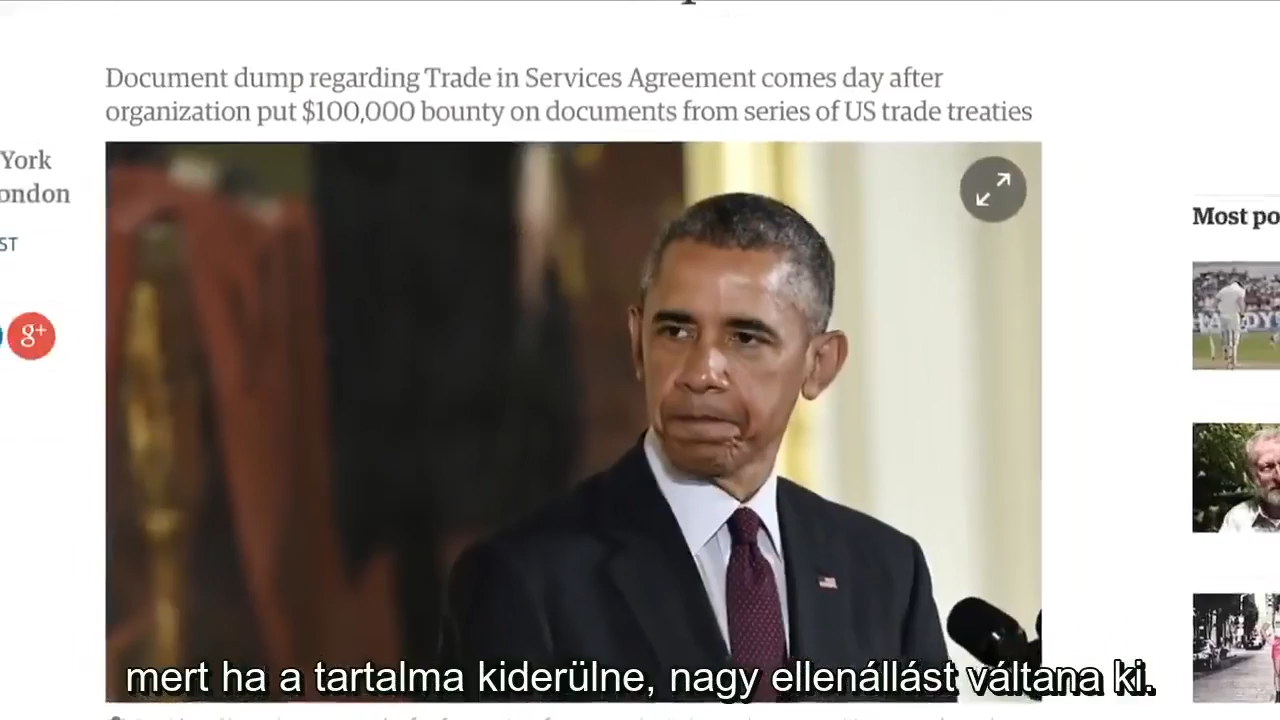 Document dump regarding Trade in Services Agreement comes day after
organization put $100,000 bounty on documents from series of US trade treaties
York
ondon
ST
g+
Most po
mert ha a tartalma kiderülne, nagy ellenállást váltana ki.